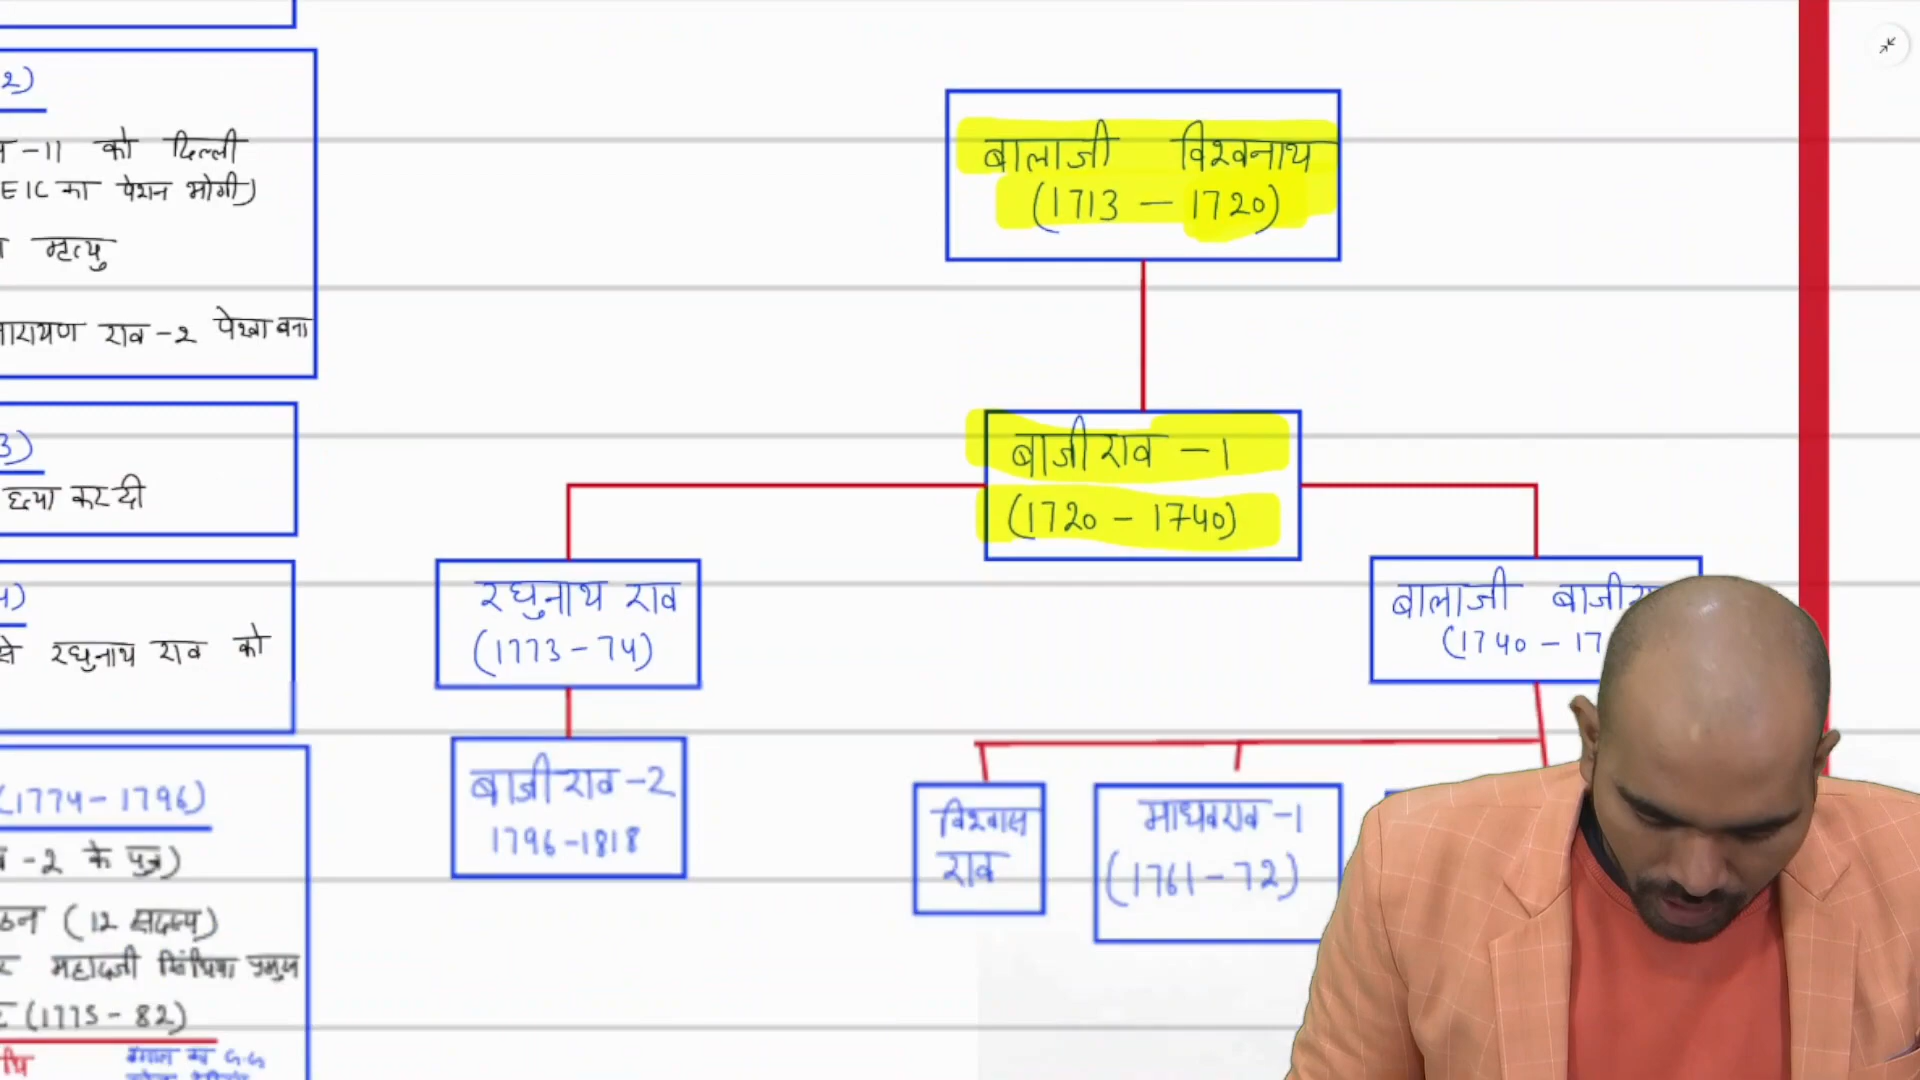 2)
-11 को दिल्ली
EIC का पेंशन भोगी)
मृत्यु
नारायण राव -2 पेशवा बना
3)
हत्या कर दी
4)
से रघुनाथ राव को
(1774-1796)
-2 के पुत्र)
(12 सदस्य)
महादजी सिंधिया प्रमुख
(1775-82)
बंगाल का G.G
बालाजी विश्वनाथ
(1713 – 1720)
बाजीराव -1
(1720 – 1740)
रघुनाथ राव
(1773-74)
बाजीराव -2
1796-1818
बालाजी
(1740 – 17
विश्वास
राव
माधवराव -1
(1761-72)